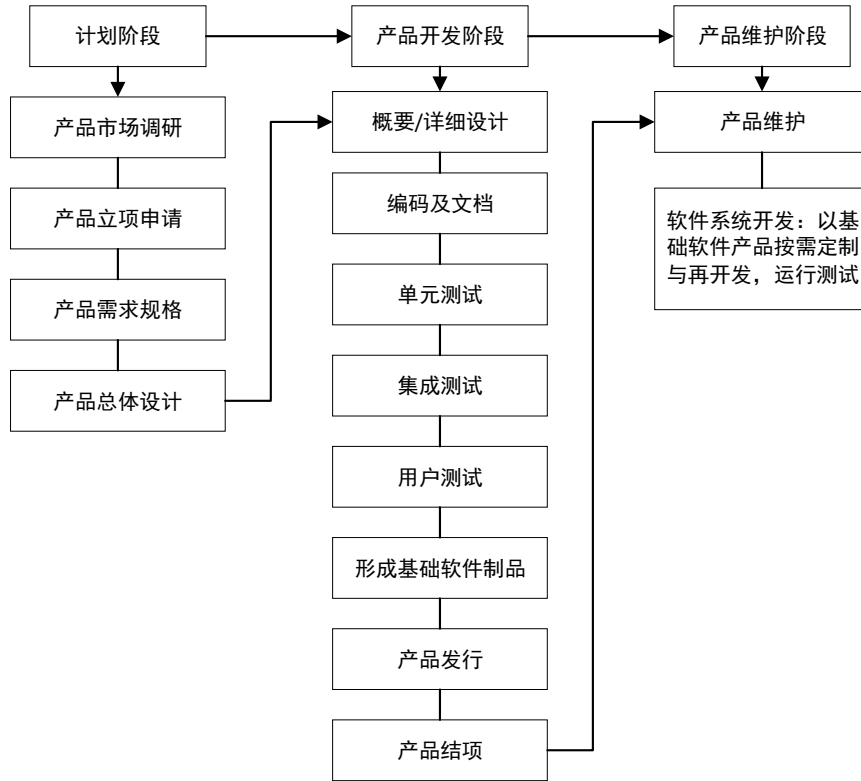 计划阶段
产品开发阶段
产品维护阶段
产品市场调研
产品立项申请
产品需求规格
产品总体设计
概要/详细设计
编码及文档
单元测试
集成测试
用户测试
形成基础软件制品
产品发行
产品结项
产品维护
软件系统开发：以基
础软件产品按需定制
与再开发，运行测试